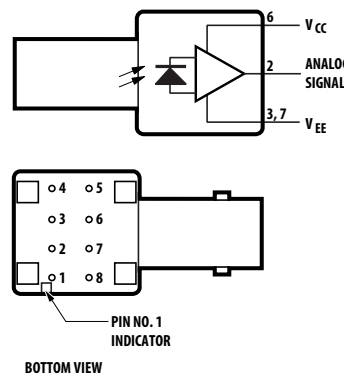 6
V CC
2
ANALOG
SIGNAL
3, 7
V EE
4 5
3 6
2 7
1 8
PIN NO. 1
INDICATOR
BOTTOM VIEW